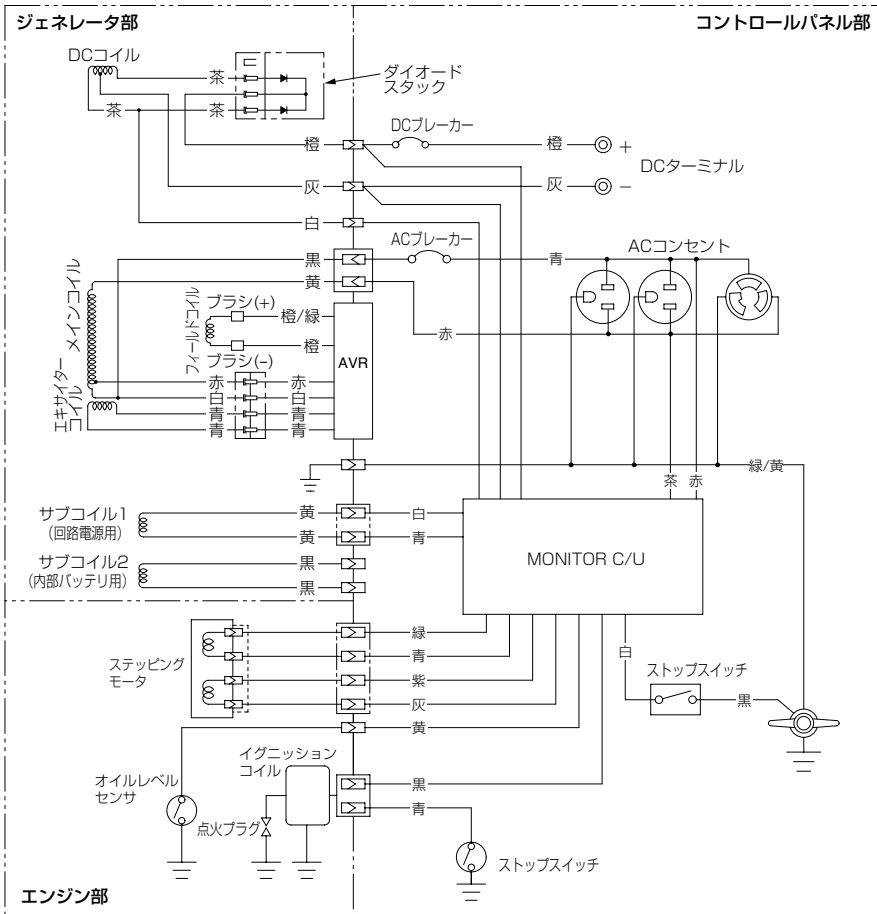 ジェネレータ部
コントロールパネル部
DCコイル
茶
茶
茶
ダイオード
スタック
DCブレーカー
橙
橙
+
DCターミナル
灰
灰
−
白
ACブレーカー
ACコンセント
黒
青
黄
メインコイル
フィールドコイル
ブラシ(+)
橙/緑
橙
ブラシ(-)
赤
AVR
エキサイター
コイル
赤
赤
白
白
青
青
青
青
緑/黄
茶
赤
サブコイル1
(回路電源用)
黄
白
黄
青
MONITOR C/U
サブコイル2
(内部バッテリ用)
黒
黒
ステッピング
モータ
緑
青
紫
灰
黄
白
ストップスイッチ
黒
オイルレベル
センサ
イグニッション
コイル
点火プラグ
黒
青
ストップスイッチ
エンジン部